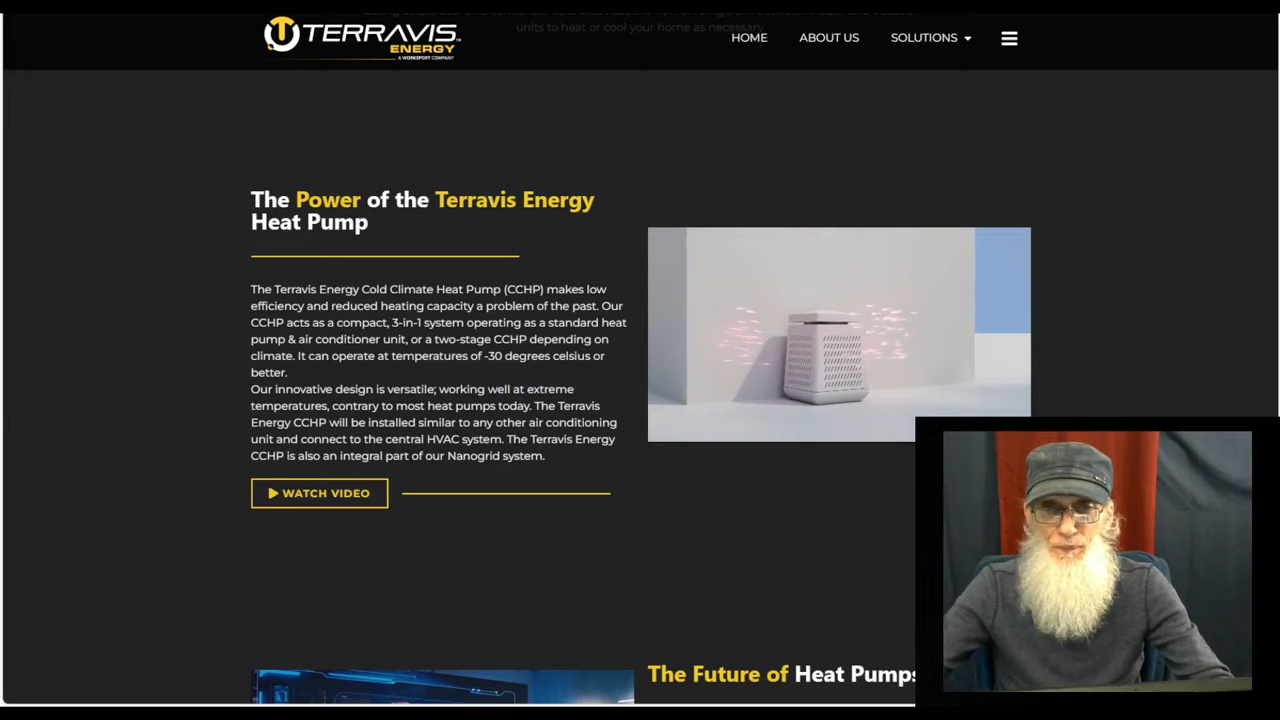 units to heat or cool your home as necessary.
TERRAVIS
ENERGY
A WORKSPORT COMPANY
HOME
ABOUT US
SOLUTIONS
The Power of the Terravis Energy
Heat Pump
The Terravis Energy Cold Climate Heat Pump (CCHP) makes low
efficiency and reduced heating capacity a problem of the past. Our
CCHP acts as a compact, 3-in-1 system operating as a standard heat
pump & air conditioner unit, or a two-stage CCHP depending on
climate. It can operate at temperatures of -30 degrees celsius or
better.
Our innovative design is versatile; working well at extreme
temperatures, contrary to most heat pumps today. The Terravis
Energy CCHP will be installed similar to any other air conditioning
unit and connect to the central HVAC system. The Terravis Energy
CCHP is also an integral part of our Nanogrid system.
WATCH VIDEO
The Future of Heat Pumps